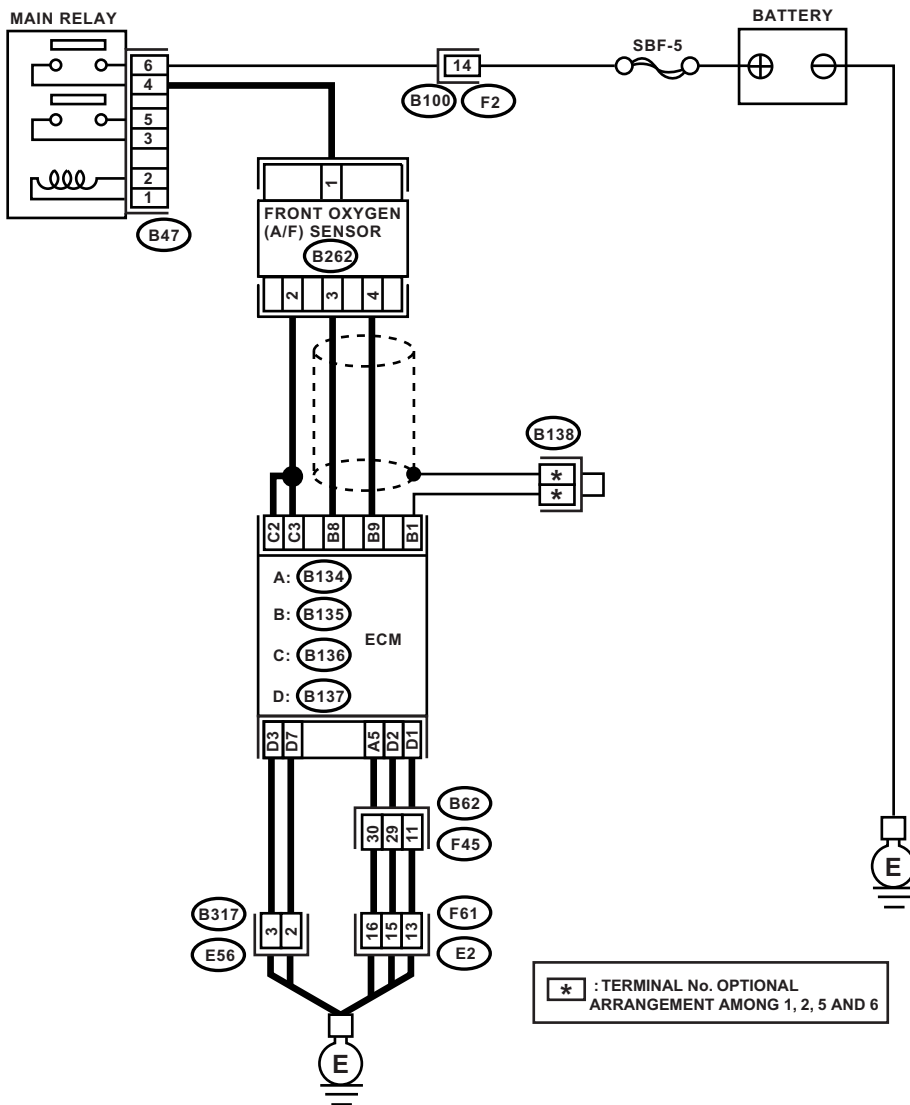 MAIN RELAY
BATTERY
SBF-5
6
4
5
3
2
1
14
B100
F2
B47
1
FRONT OXYGEN
(A/F) SENSOR
B262
2
3
4
B138
*
*
C2
C3
B8
B9
B1
A: B134
B: B135
C: B136
D: B137
ECM
D3
D7
A5
D2
D1
B62
30
29
11
F45
E
B317
3
2
E56
16
15
13
F61
E2
* : TERMINAL No. OPTIONAL
ARRANGEMENT AMONG 1, 2, 5 AND 6
E